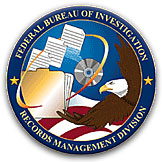 FEDERAL BUREAU OF INVESTIGATION
RECORDS MANAGEMENT DIVISION